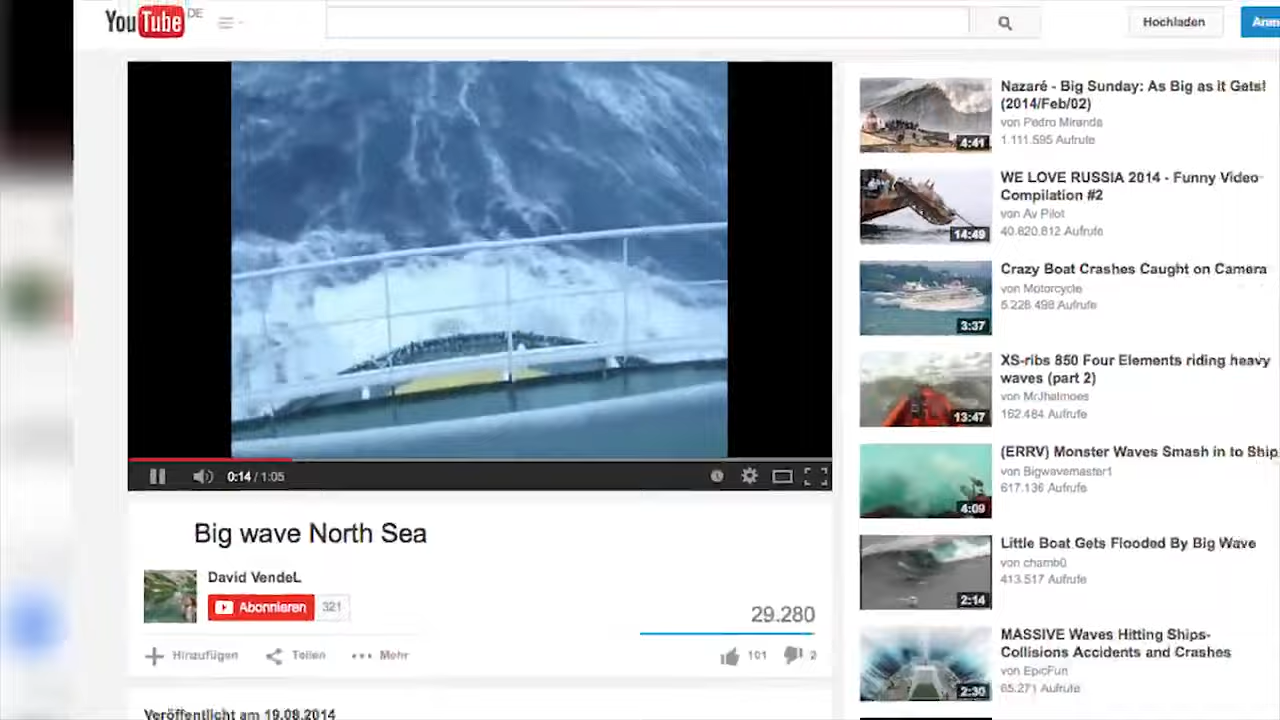 YouTube DE
Hochladen
0:14 / 1:05
Big wave North Sea
David VendeL
Abonnieren 321
29.280
Hinzufügen Teilen Mehr
101 2
Veröffentlicht am 19.08.2014
Nazaré - Big Sunday: As Big as it Gets!
(2014/Feb/02)
von Pedro Miranda
1.111.595 Aufrufe
4:41
WE LOVE RUSSIA 2014 - Funny Video
Compilation #2
von Av Pilot
40.620.812 Aufrufe
14:49
Crazy Boat Crashes Caught on Camera
von Motorcycle
5.228.498 Aufrufe
3:37
XS-ribs 850 Four Elements riding heavy
waves (part 2)
von MrJhalmoes
162.484 Aufrufe
13:47
(ERRV) Monster Waves Smash in to Ship
von Bigwavemaster1
617.136 Aufrufe
4:09
Little Boat Gets Flooded By Big Wave
von chamb0
413.517 Aufrufe
2:14
MASSIVE Waves Hitting Ships-
Collisions Accidents and Crashes
von EpicFun
65.271 Aufrufe
2:30